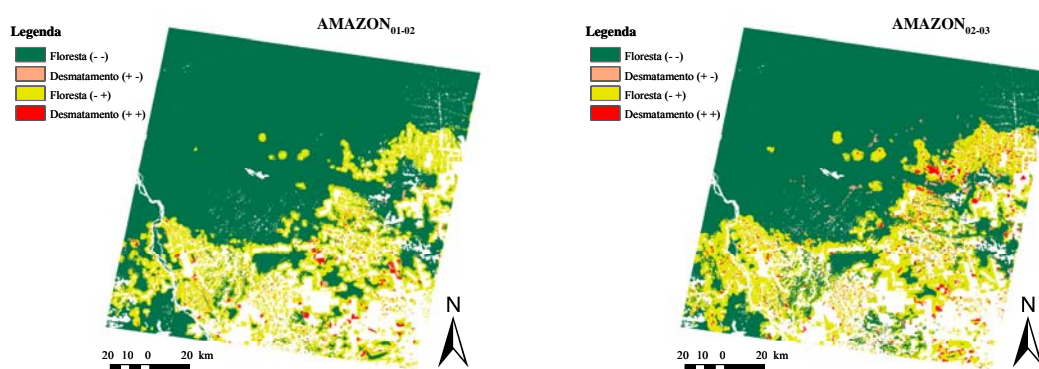 AMAZON01-02
Legenda
Floresta (- -)
Desmatamento (+ -)
Floresta (- +)
Desmatamento (+ +)
N
20 10 0 20 km
AMAZON02-03
Legenda
Floresta (- -)
Desmatamento (+ -)
Floresta (- +)
Desmatamento (+ +)
N
20 10 0 20 km